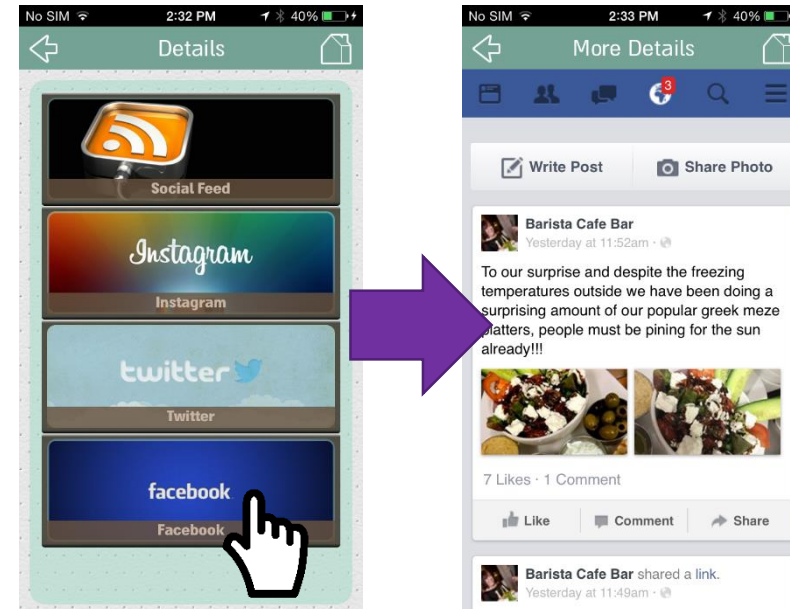 No SIM 2:32 PM 40%
Details
Social Feed
Instagram
Instagram
twitter
Twitter
facebook
Facebook
No SIM 2:33 PM 40%
More Details
3
Write Post Share Photo
Barista Cafe Bar
Yesterday at 11:52am ·
To our surprise and despite the freezing
temperatures outside we have been doing a
surprising amount of our popular greek meze
platters, people must be pining for the sun
already!!!
7 Likes · 1 Comment
Like Comment Share
Barista Cafe Bar shared a link.
Yesterday at 11:49am ·